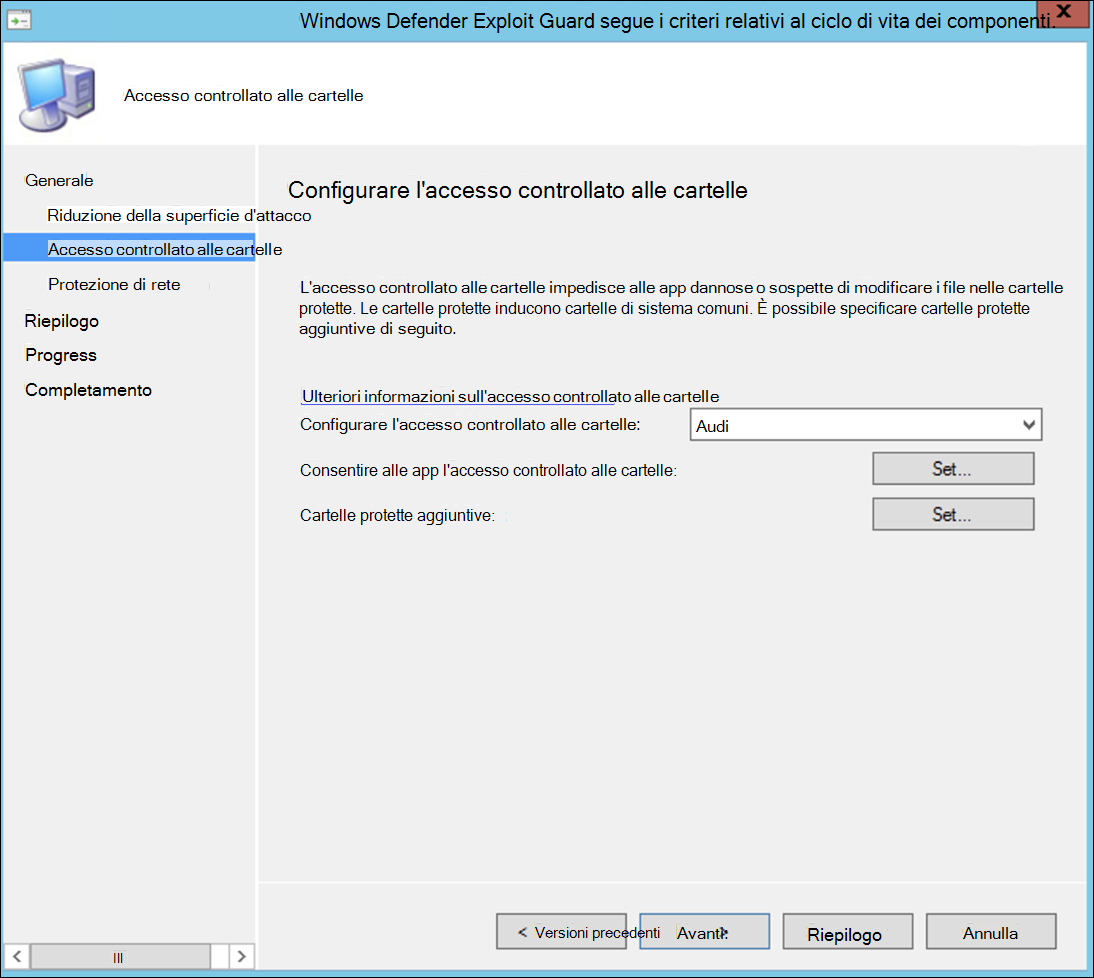 Windows Defender Exploit Guard segue i criteri relativi al ciclo di vita dei componenti.
X
Accesso controllato alle cartelle
Generale
Riduzione della superficie d'attacco
Accesso controllato alle cartelle
Protezione di rete
Riepilogo
Progress
Completamento
Configurare l'accesso controllato alle cartelle
L'accesso controllato alle cartelle impedisce alle app dannose o sospette di modificare i file nelle cartelle
protette. Le cartelle protette inducono cartelle di sistema comuni. È possibile specificare cartelle protette
aggiuntive di seguito.
Ulteriori informazioni sull'accesso controllato alle cartelle
Configurare l'accesso controllato alle cartelle:
Audi
Consentire alle app l'accesso controllato alle cartelle:
Set...
Cartelle protette aggiuntive:
Set...
< Versioni precedenti
Avanti >
Riepilogo
Annulla